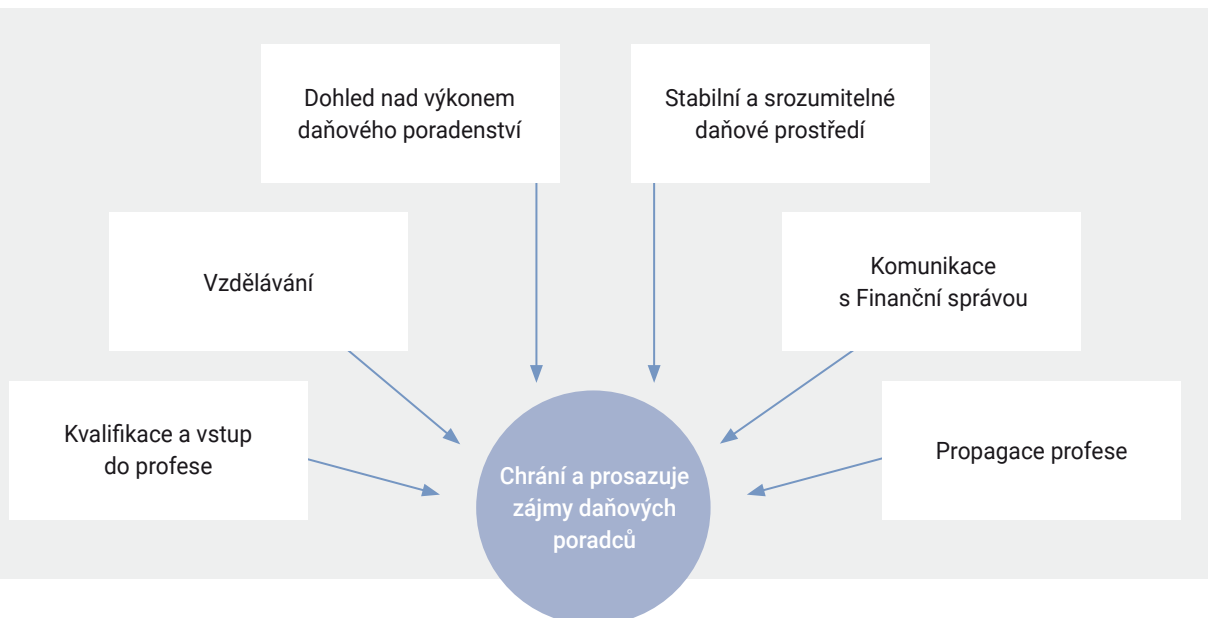 Dohled nad výkonem
daňového poradenství
Stabilní a srozumitelné
daňové prostředí
Vzdělávání
Komunikace
s Finanční správou
Kvalifikace a vstup
do profese
Propagace profese
Chrání a prosazuje
zájmy daňových
poradců